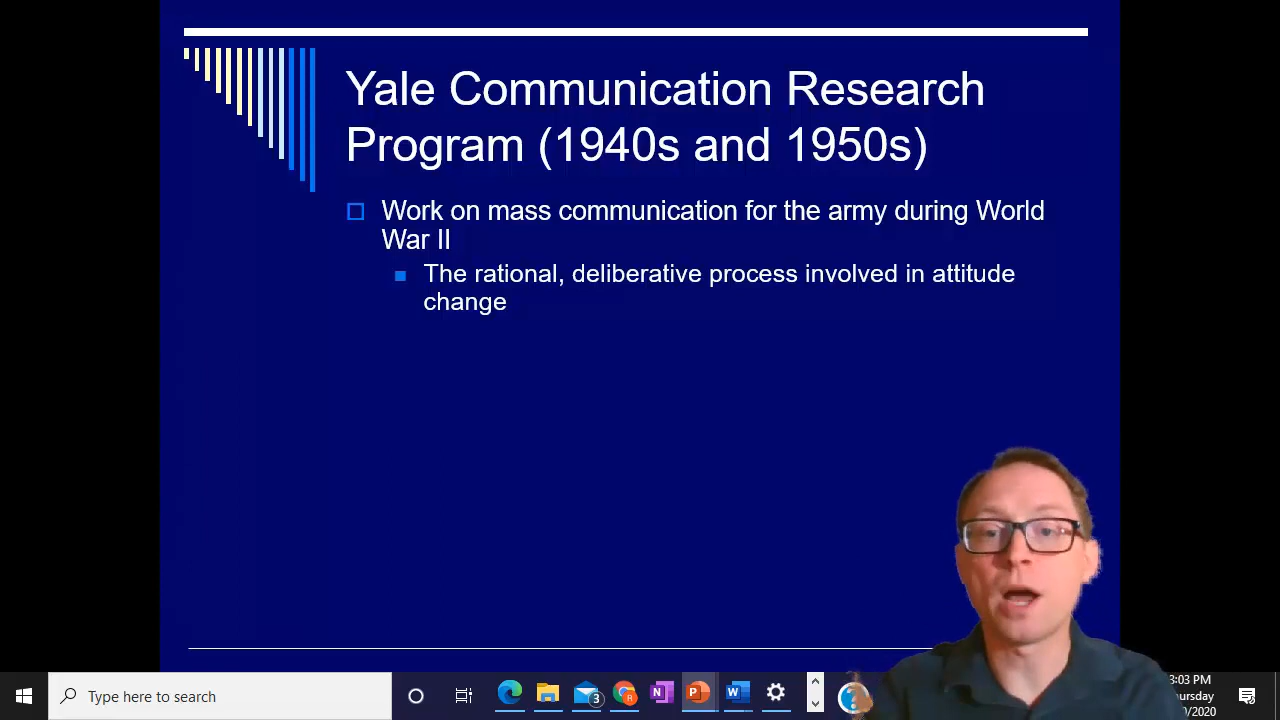 Yale Communication Research
Program (1940s and 1950s)
Work on mass communication for the army during World
War II
The rational, deliberative process involved in attitude
change
Type here to search
3
R
N
P
W
?
3:03 PM
0/2020